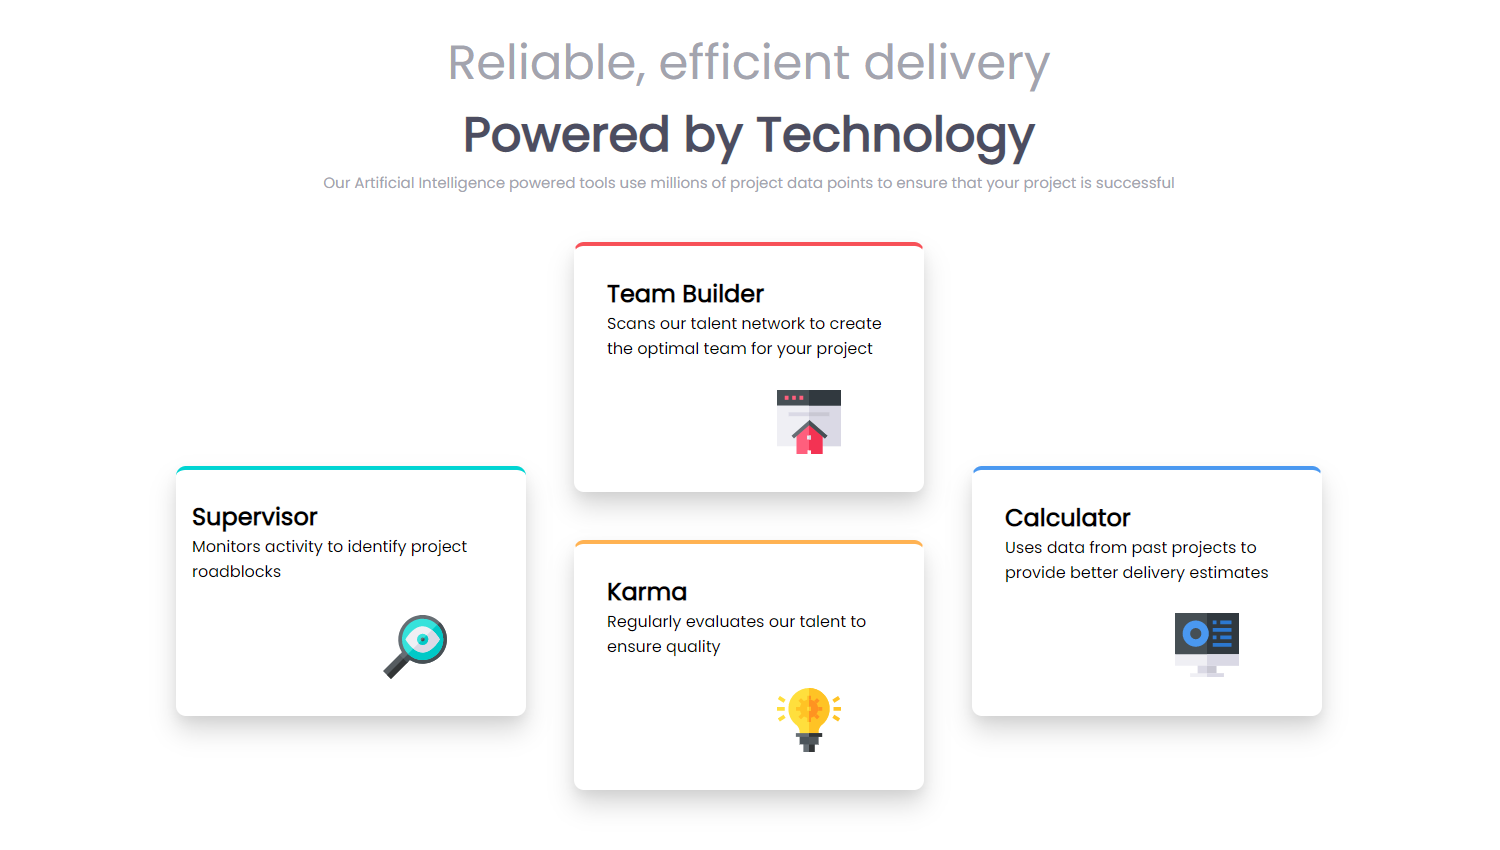 Reliable, efficient delivery
Powered by Technology
Our Artificial Intelligence powered tools use millions of project data points to ensure that your project is successful
Team Builder
Scans our talent network to create
the optimal team for your project
Supervisor
Monitors activity to identify project
roadblocks
Karma
Regularly evaluates our talent to
ensure quality
Calculator
Uses data from past projects to
provide better delivery estimates